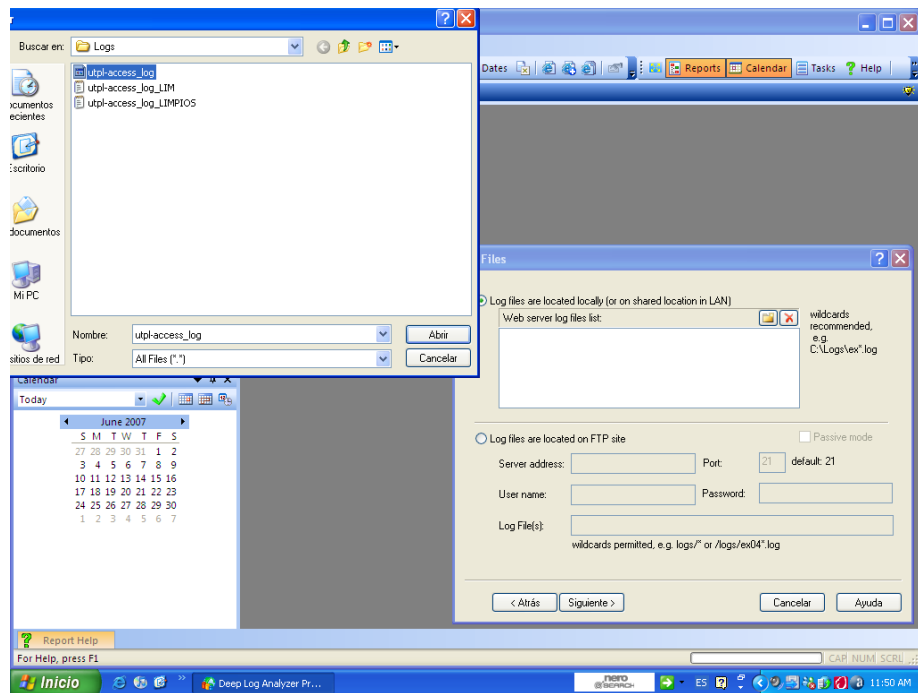 r
Buscar en:
Logs
ocumentos
ecientes
Escritorio
documentos
Mi PC
sitios de red
utpl-access_log
utpl-access_log_LIM
utpl-access_log_LIMPIOS
Nombre:
utpl-access_log
Abrir
Tipo:
All Files (*.*)
Cancelar
Dates
Reports
Calendar
Tasks
Help
Files
Log files are located locally (or on shared location in LAN)
Web server log files list:
wildcards
recommended,
e.g.
C:\Logs\ex*.log
Log files are located on FTP site
Passive mode
Server address:
Port:
21
default: 21
User name:
Password:
Log File(s):
wildcards permitted, e.g. logs/* or /logs/ex04*.log
< Atrás
Siguiente >
Cancelar
Ayuda
Calendar
Today
June 2007
S M T W T F S
27 28 29 30 31 1 2
3 4 5 6 7 8 9
10 11 12 13 14 15 16
17 18 19 20 21 22 23
24 25 26 27 28 29 30
1 2 3 4 5 6 7
Report Help
For Help, press F1
CAP NUM SCRL
Inicio
Deep Log Analyzer Pr...
nero
SEARCH
ES
11:50 AM